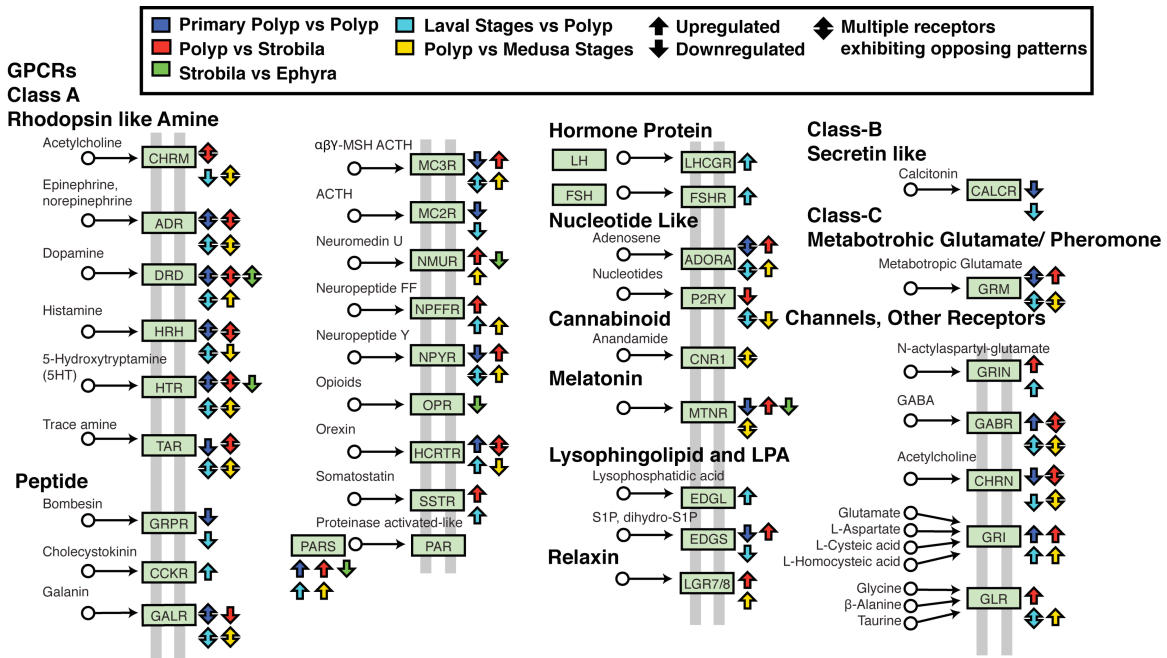 Primary Polyp vs Polyp
Polyp vs Strobila
Strobila vs Ephyra
Laval Stages vs Polyp
Polyp vs Medusa Stages
Upregulated
Downregulated
Multiple receptors
exhibiting opposing patterns
GPCRs
Class A
Rhodopsin like Amine
Acetylcholine
CHRM
Epinephrine,
norepinephrine
ADR
Dopamine
DRD
Histamine
HRH
5-Hydroxytryptamine
(5HT)
HTR
Trace amine
TAR
Peptide
Bombesin
GRPR
Cholecystokinin
CCKR
Galanin
GALR
αβγ-MSH ACTH
MC3R
ACTH
MC2R
Neuromedin U
NMUR
Neuropeptide FF
NPFFR
Neuropeptide Y
NPYR
Opioids
OPR
Orexin
HCRTR
Somatostatin
SSTR
Proteinase activated-like
PARS
PAR
Hormone Protein
LH
LHCGR
FSH
FSHR
Nucleotide Like
Adenosene
ADORA
Nucleotides
P2RY
Cannabinoid
Anandamide
CNR1
Melatonin
MTNR
Lysophingolipid and LPA
Lysophosphatidic acid
EDGL
S1P, dihydro-S1P
EDGS
Relaxin
LGR7/8
Class-B
Secretin like
Calcitonin
CALCR
Class-C
Metabotrohic Glutamate/ Pheromone
Metabotropic Glutamate
GRM
Channels, Other Receptors
N-actylaspartyl-glutamate
GRIN
GABA
GABR
Acetylcholine
CHRN
Glutamate
L-Aspartate
L-Cysteic acid
L-Homocysteic acid
GRI
Glycine
β-Alanine
Taurine
GLR